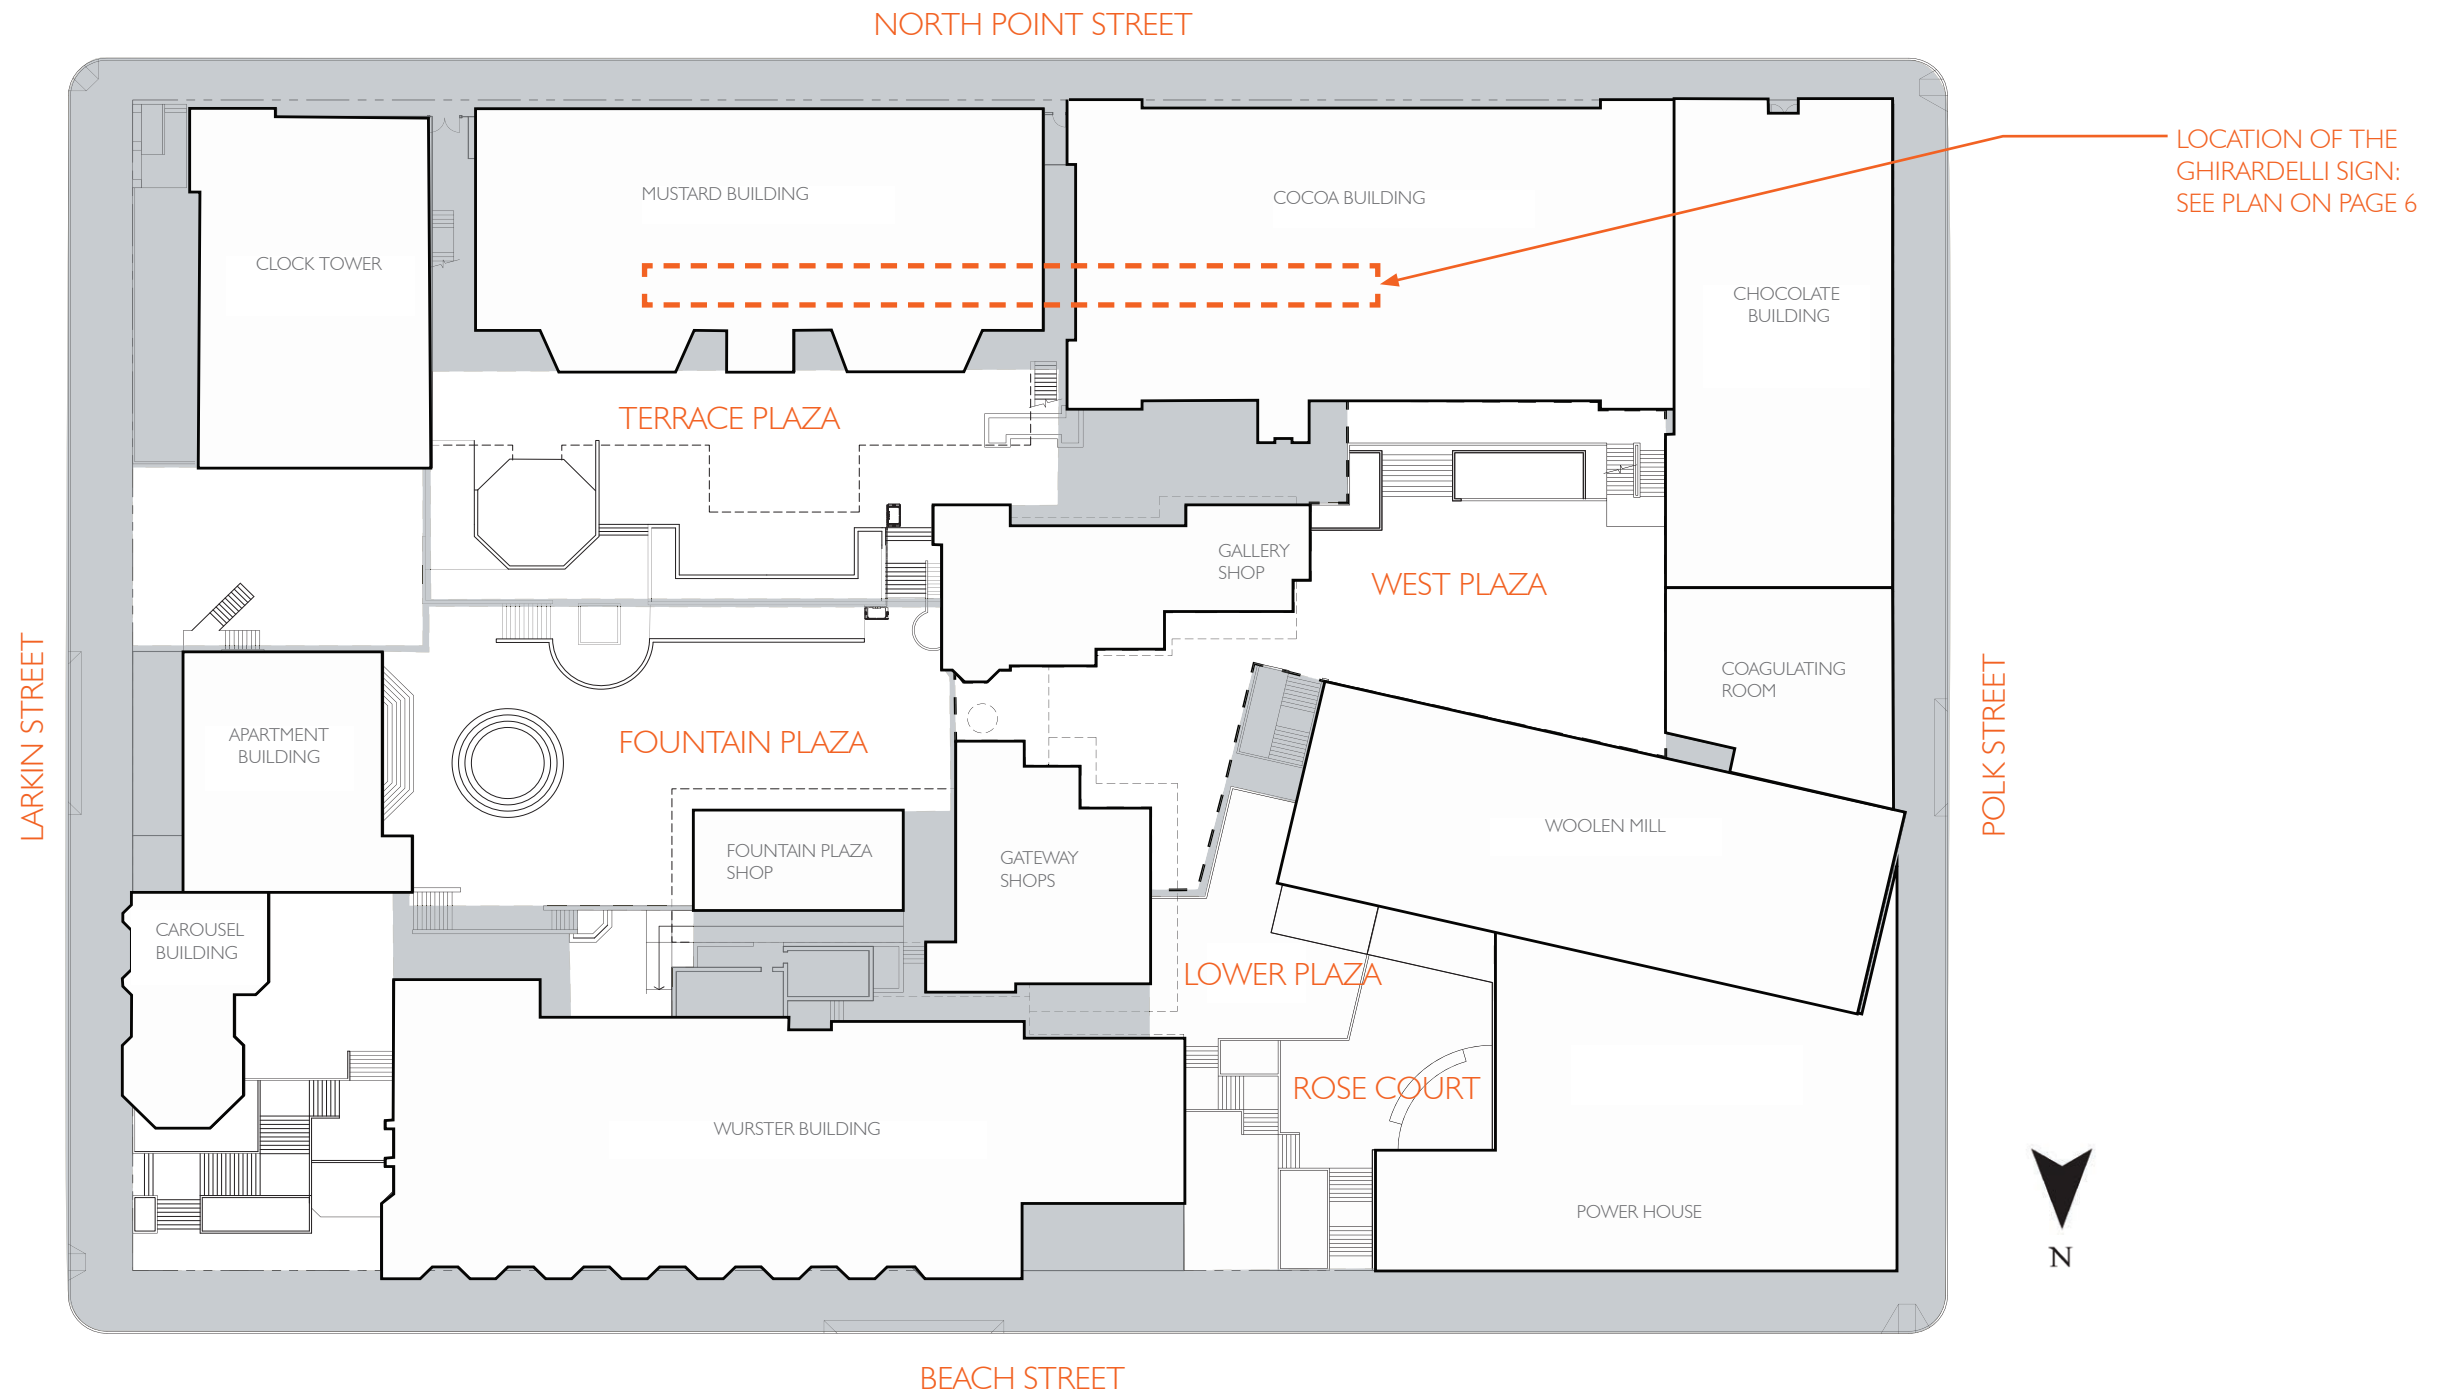 NORTH POINT STREET
LOCATION OF THE
GHIRARDELLI SIGN:
SEE PLAN ON PAGE 6
MUSTARD BUILDING
COCOA BUILDING
CLOCK TOWER
CHOCOLATE
BUILDING
TERRACE PLAZA
GALLERY
SHOP
WEST PLAZA
LARKIN STREET
POLK STREET
COAGULATING
ROOM
APARTMENT
BUILDING
FOUNTAIN PLAZA
WOOLEN MILL
FOUNTAIN PLAZA
SHOP
GATEWAY
SHOPS
CAROUSEL
BUILDING
LOWER PLAZA
ROSE COURT
WURSTER BUILDING
POWER HOUSE
N
BEACH STREET